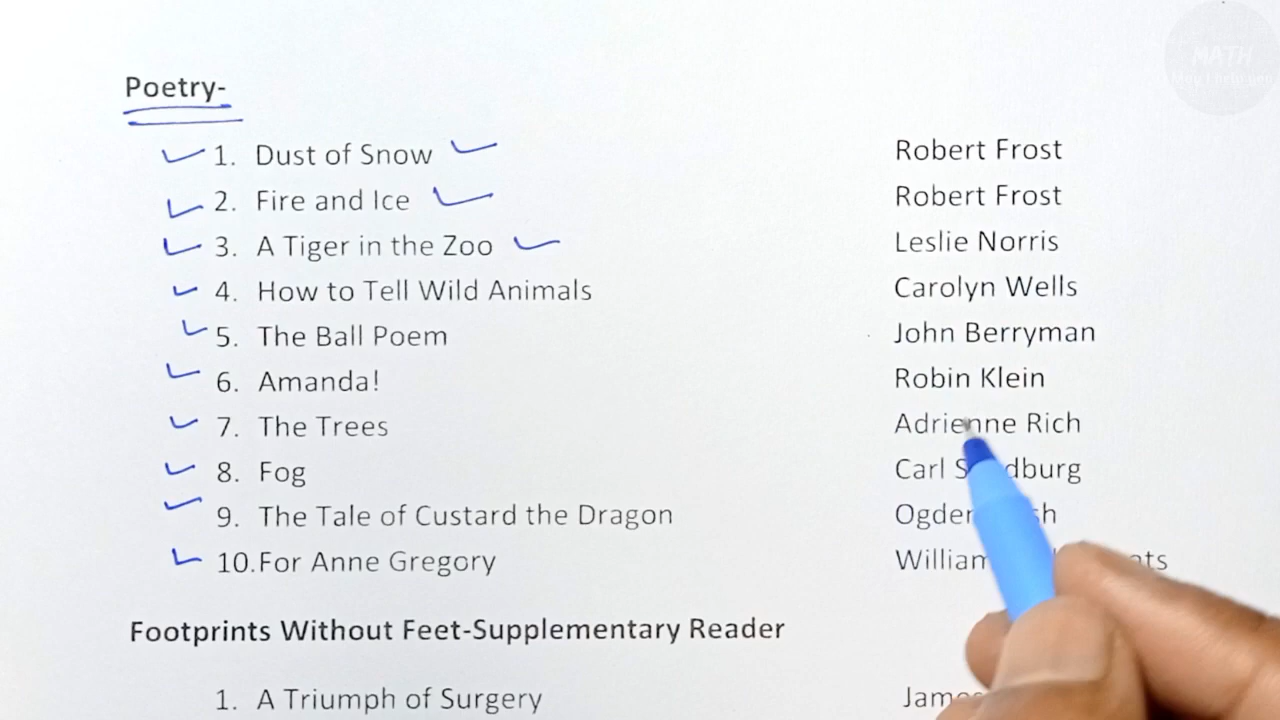 MATH
Poetry-
1. Dust of Snow Robert Frost
2. Fire and Ice Robert Frost
3. A Tiger in the Zoo Leslie Norris
4. How to Tell Wild Animals Carolyn Wells
5. The Ball Poem John Berryman
6. Amanda! Robin Klein
7. The Trees Adrienne Rich
8. Fog Carl
9. The Tale of Custard the Dragon
10.For Anne Gregory William
Footprints Without Feet-Supplementary Reader
1. A Triumph of Surgery